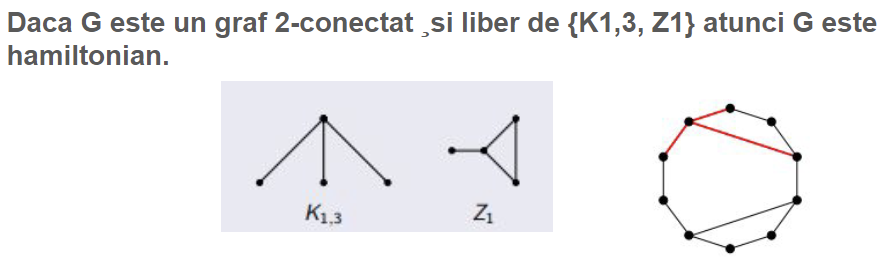 Daca G este un graf 2-conectat ¸si liber de {K1,3, Z1} atunci G este
hamiltonian.
K1,3
Z1